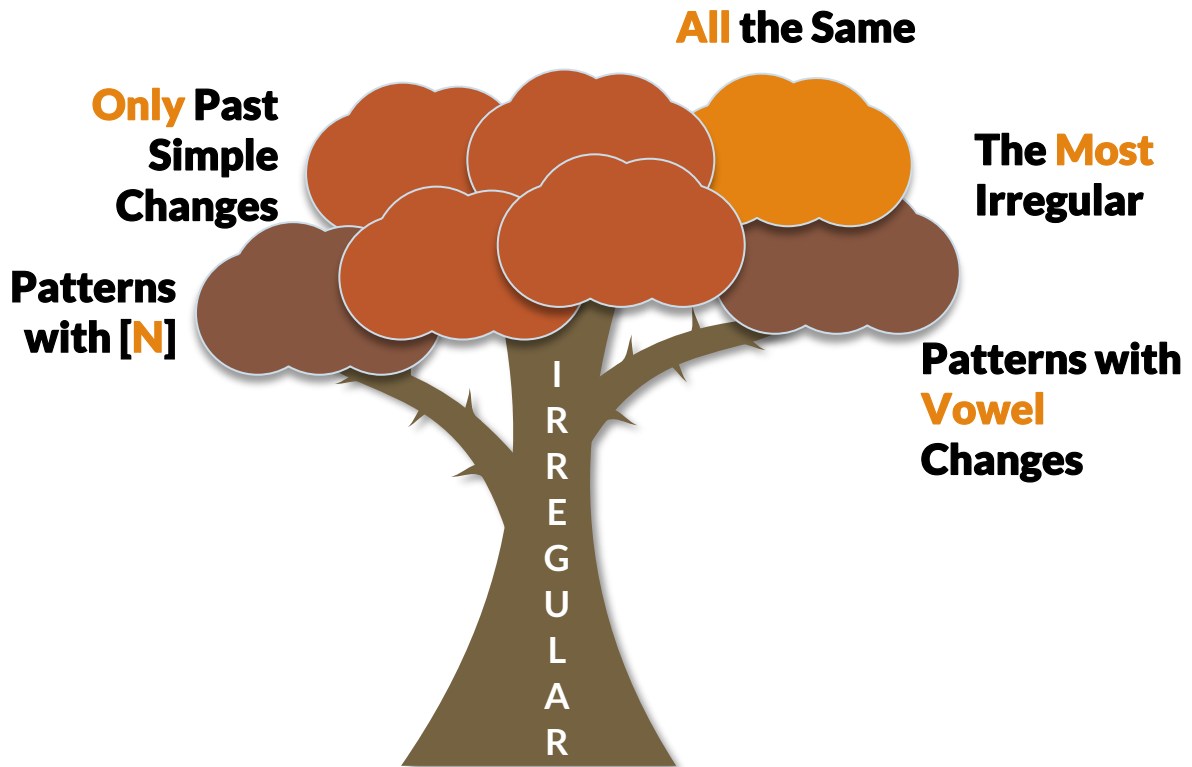 All the Same
Only Past
Simple
Changes
The Most
Irregular
Patterns
with [N]
Patterns with
Vowel
Changes
I
R
R
E
G
U
L
A
R